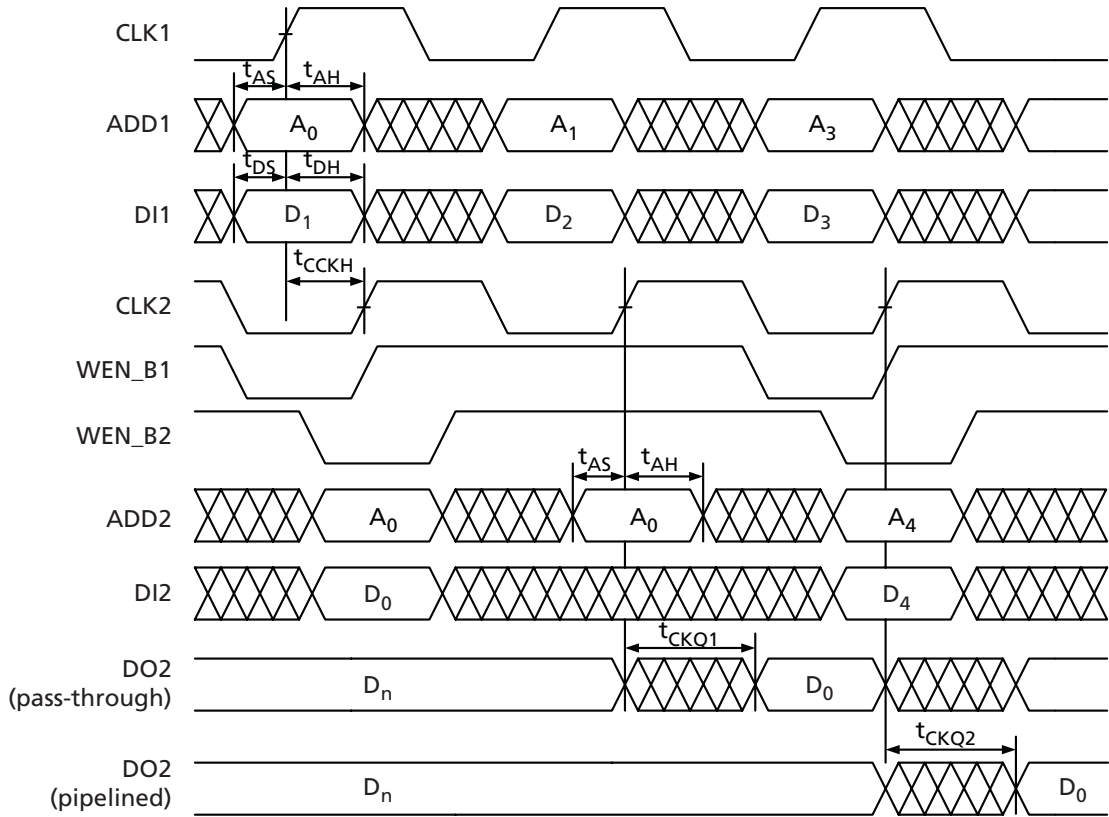 CLK1
tAS tAH
ADD1 A0 A1 A3
tDS tDH
DI1 D1 D2 D3
tCCKH
CLK2
WEN_B1
WEN_B2
tAS tAH
ADD2 A0 A0 A4
DI2 D0 D4
tCKQ1
DO2
(pass-through)
Dn D0
tCKQ2
DO2
(pipelined)
Dn D0